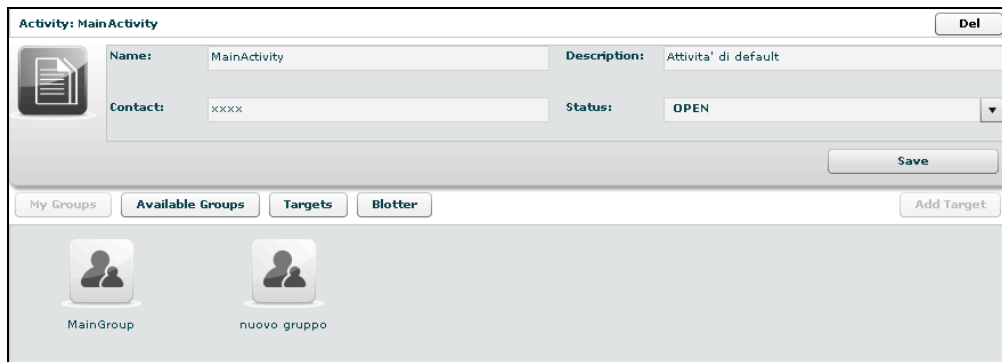 Activity: MainActivity Del
Name: MainActivity Description: Attivita' di default
Contact: xxxx Status: OPEN
Save
My Groups Available Groups Targets Blotter Add Target
MainGroup nuovo gruppo